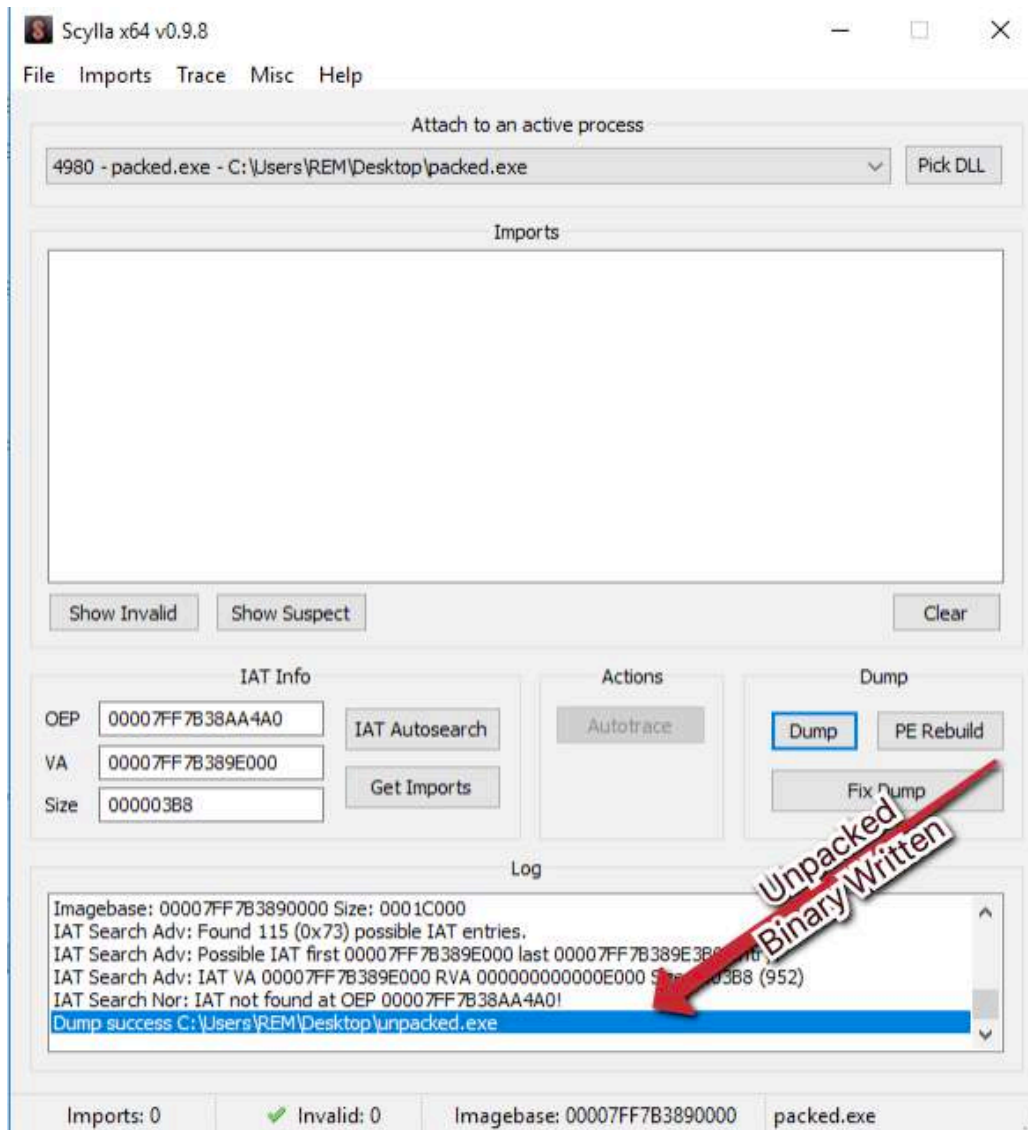 Scylla x64 v0.9.8
File Imports Trace Misc Help
Attach to an active process
4980 - packed.exe - C:\Users\REM\Desktop\packed.exe
Pick DLL
Imports
Show Invalid
Show Suspect
Clear
IAT Info
Actions
Dump
OEP 00007FF7B38AA4A0
VA 00007FF7B389E000
Size 000003B8
IAT Autosearch
Get Imports
Autotrace
Dump
PE Rebuild
Fix Dump
Unpacked
Binary Written
Log
Imagebase: 00007FF7B3890000 Size: 0001C000
IAT Search Adv: Found 115 (0x73) possible IAT entries.
IAT Search Adv: Possible IAT first 00007FF7B389E000 last
IAT Search Adv: IAT VA 00007FF7B389E000 RVA 000000000000E000 (952)
IAT Search Nor: IAT not found at OEP 00007FF7B38AA4A0!
Dump success C:\Users\REM\Desktop\unpacked.exe
Imports: 0
Invalid: 0
Imagebase: 00007FF7B3890000
packed.exe